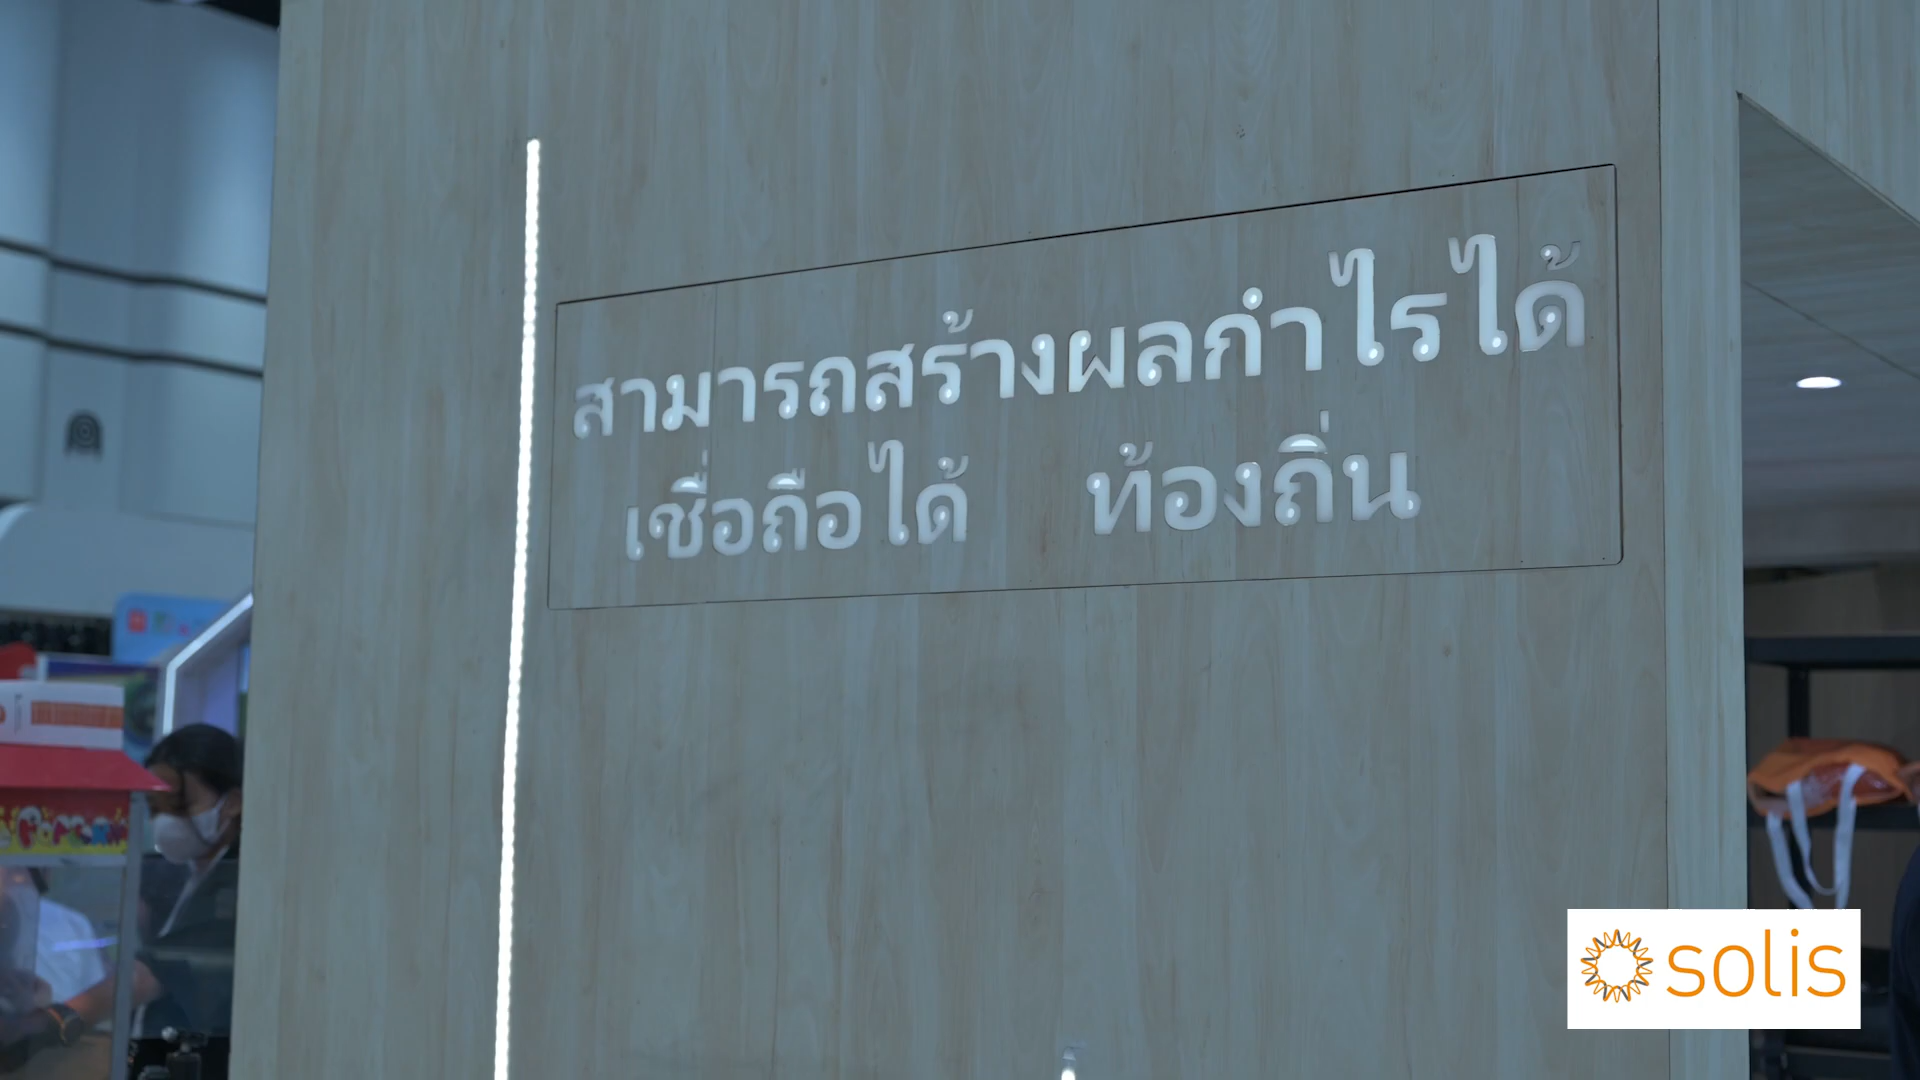 สามารถสร้างผลกำไรได้
เชื่อถือได้ ท้องถิ่น
solis